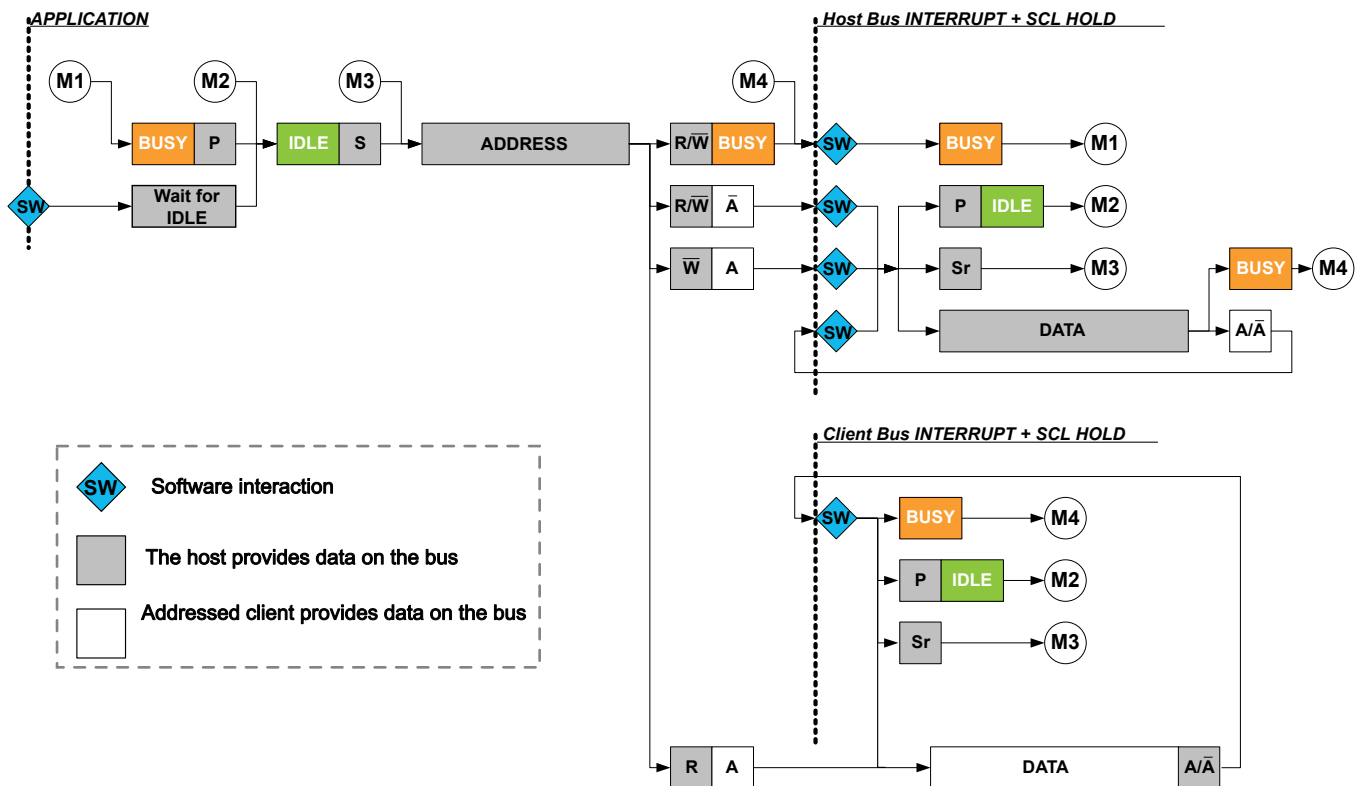 APPLICATION
Host Bus INTERRUPT + SCL HOLD
M1
M2
M3
M4
BUSY P
IDLE S
ADDRESS
R/W̅ BUSY
SW
BUSY
M1
SW
Wait for
IDLE
R/W̅ A̅
SW
P IDLE
M2
W̅ A
SW
Sr
M3
BUSY
M4
SW
DATA
A/A̅
Client Bus INTERRUPT + SCL HOLD
SW
Software interaction
SW
BUSY
M4
The host provides data on the bus
P IDLE
M2
Addressed client provides data on the bus
Sr
M3
R A
DATA
A/A̅